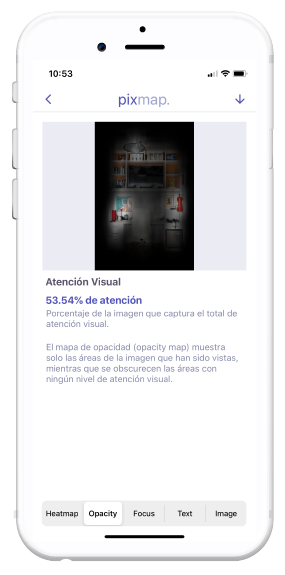 10:53
pixmap.
Atención Visual
53.54% de atención
Porcentaje de la imagen que captura el total de
atención visual.
El mapa de opacidad (opacity map) muestra
solo las áreas de la imagen que han sido vistas,
mientras que se obscurecen las áreas con
ningún nivel de atención visual.
Heatmap Opacity Focus Text Image